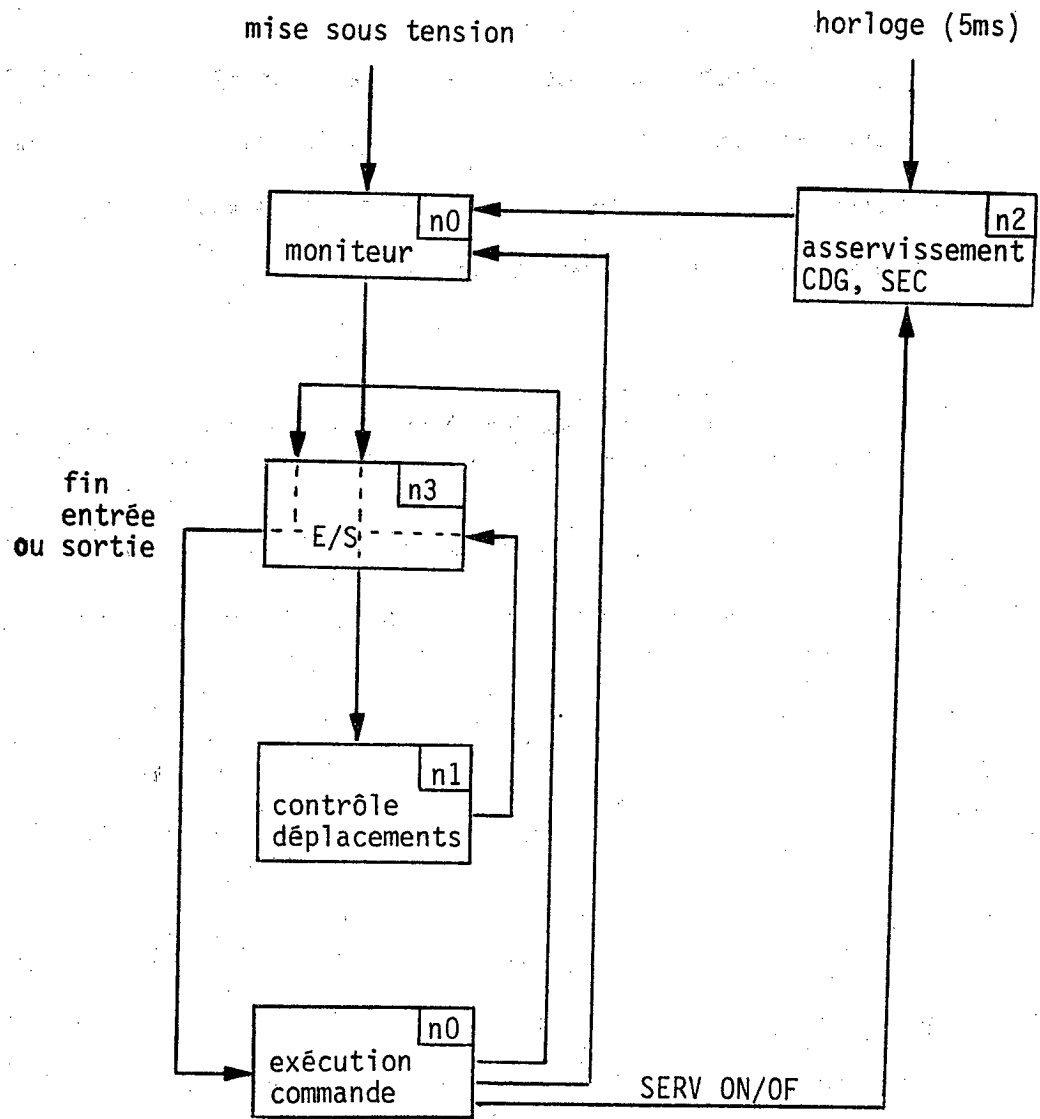 mise sous tension
horloge (5ms)
n0
moniteur
n2
asservissement
CDG, SEC
fin
entrée
ou sortie
n3
E/S
n1
contrôle
déplacements
n0
exécution
commande
SERV ON/OF